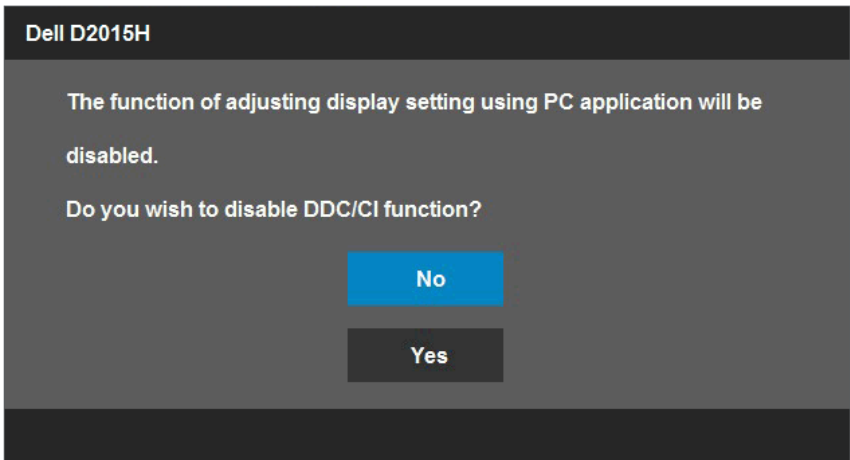 Dell D2015H
The function of adjusting display setting using PC application will be
disabled.
Do you wish to disable DDC/CI function?
No
Yes